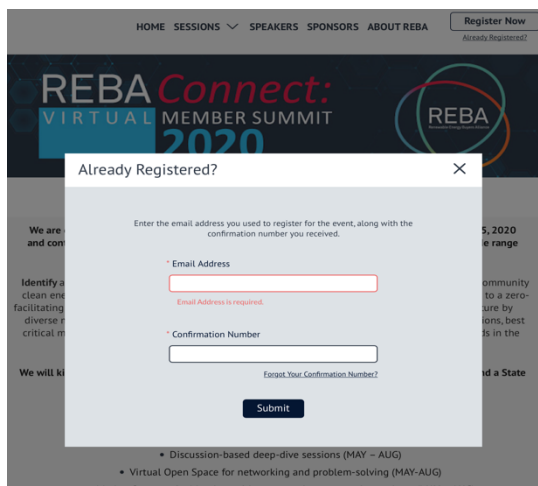 HOME SESSIONS SPEAKERS SPONSORS ABOUT REBA
Register Now
Already Registered?
REBA Connect:
VIRTUAL MEMBER SUMMIT
2020
REBA
Already Registered?
We are
5, 2020
and con
e range
Enter the email address you used to register for the event, along with the
confirmation number you received.
* Email Address
Email Address is required.
Identify a
ommunity
clean ene
to a zero-
facilitating
ture by
diverse
ions, best
critical m
ds in the
* Confirmation Number
Forgot Your Confirmation Number?
We will ki
nd a State
Submit
• Discussion-based deep-dive sessions (MAY – AUG)
• Virtual Open Space for networking and problem-solving (MAY-AUG)